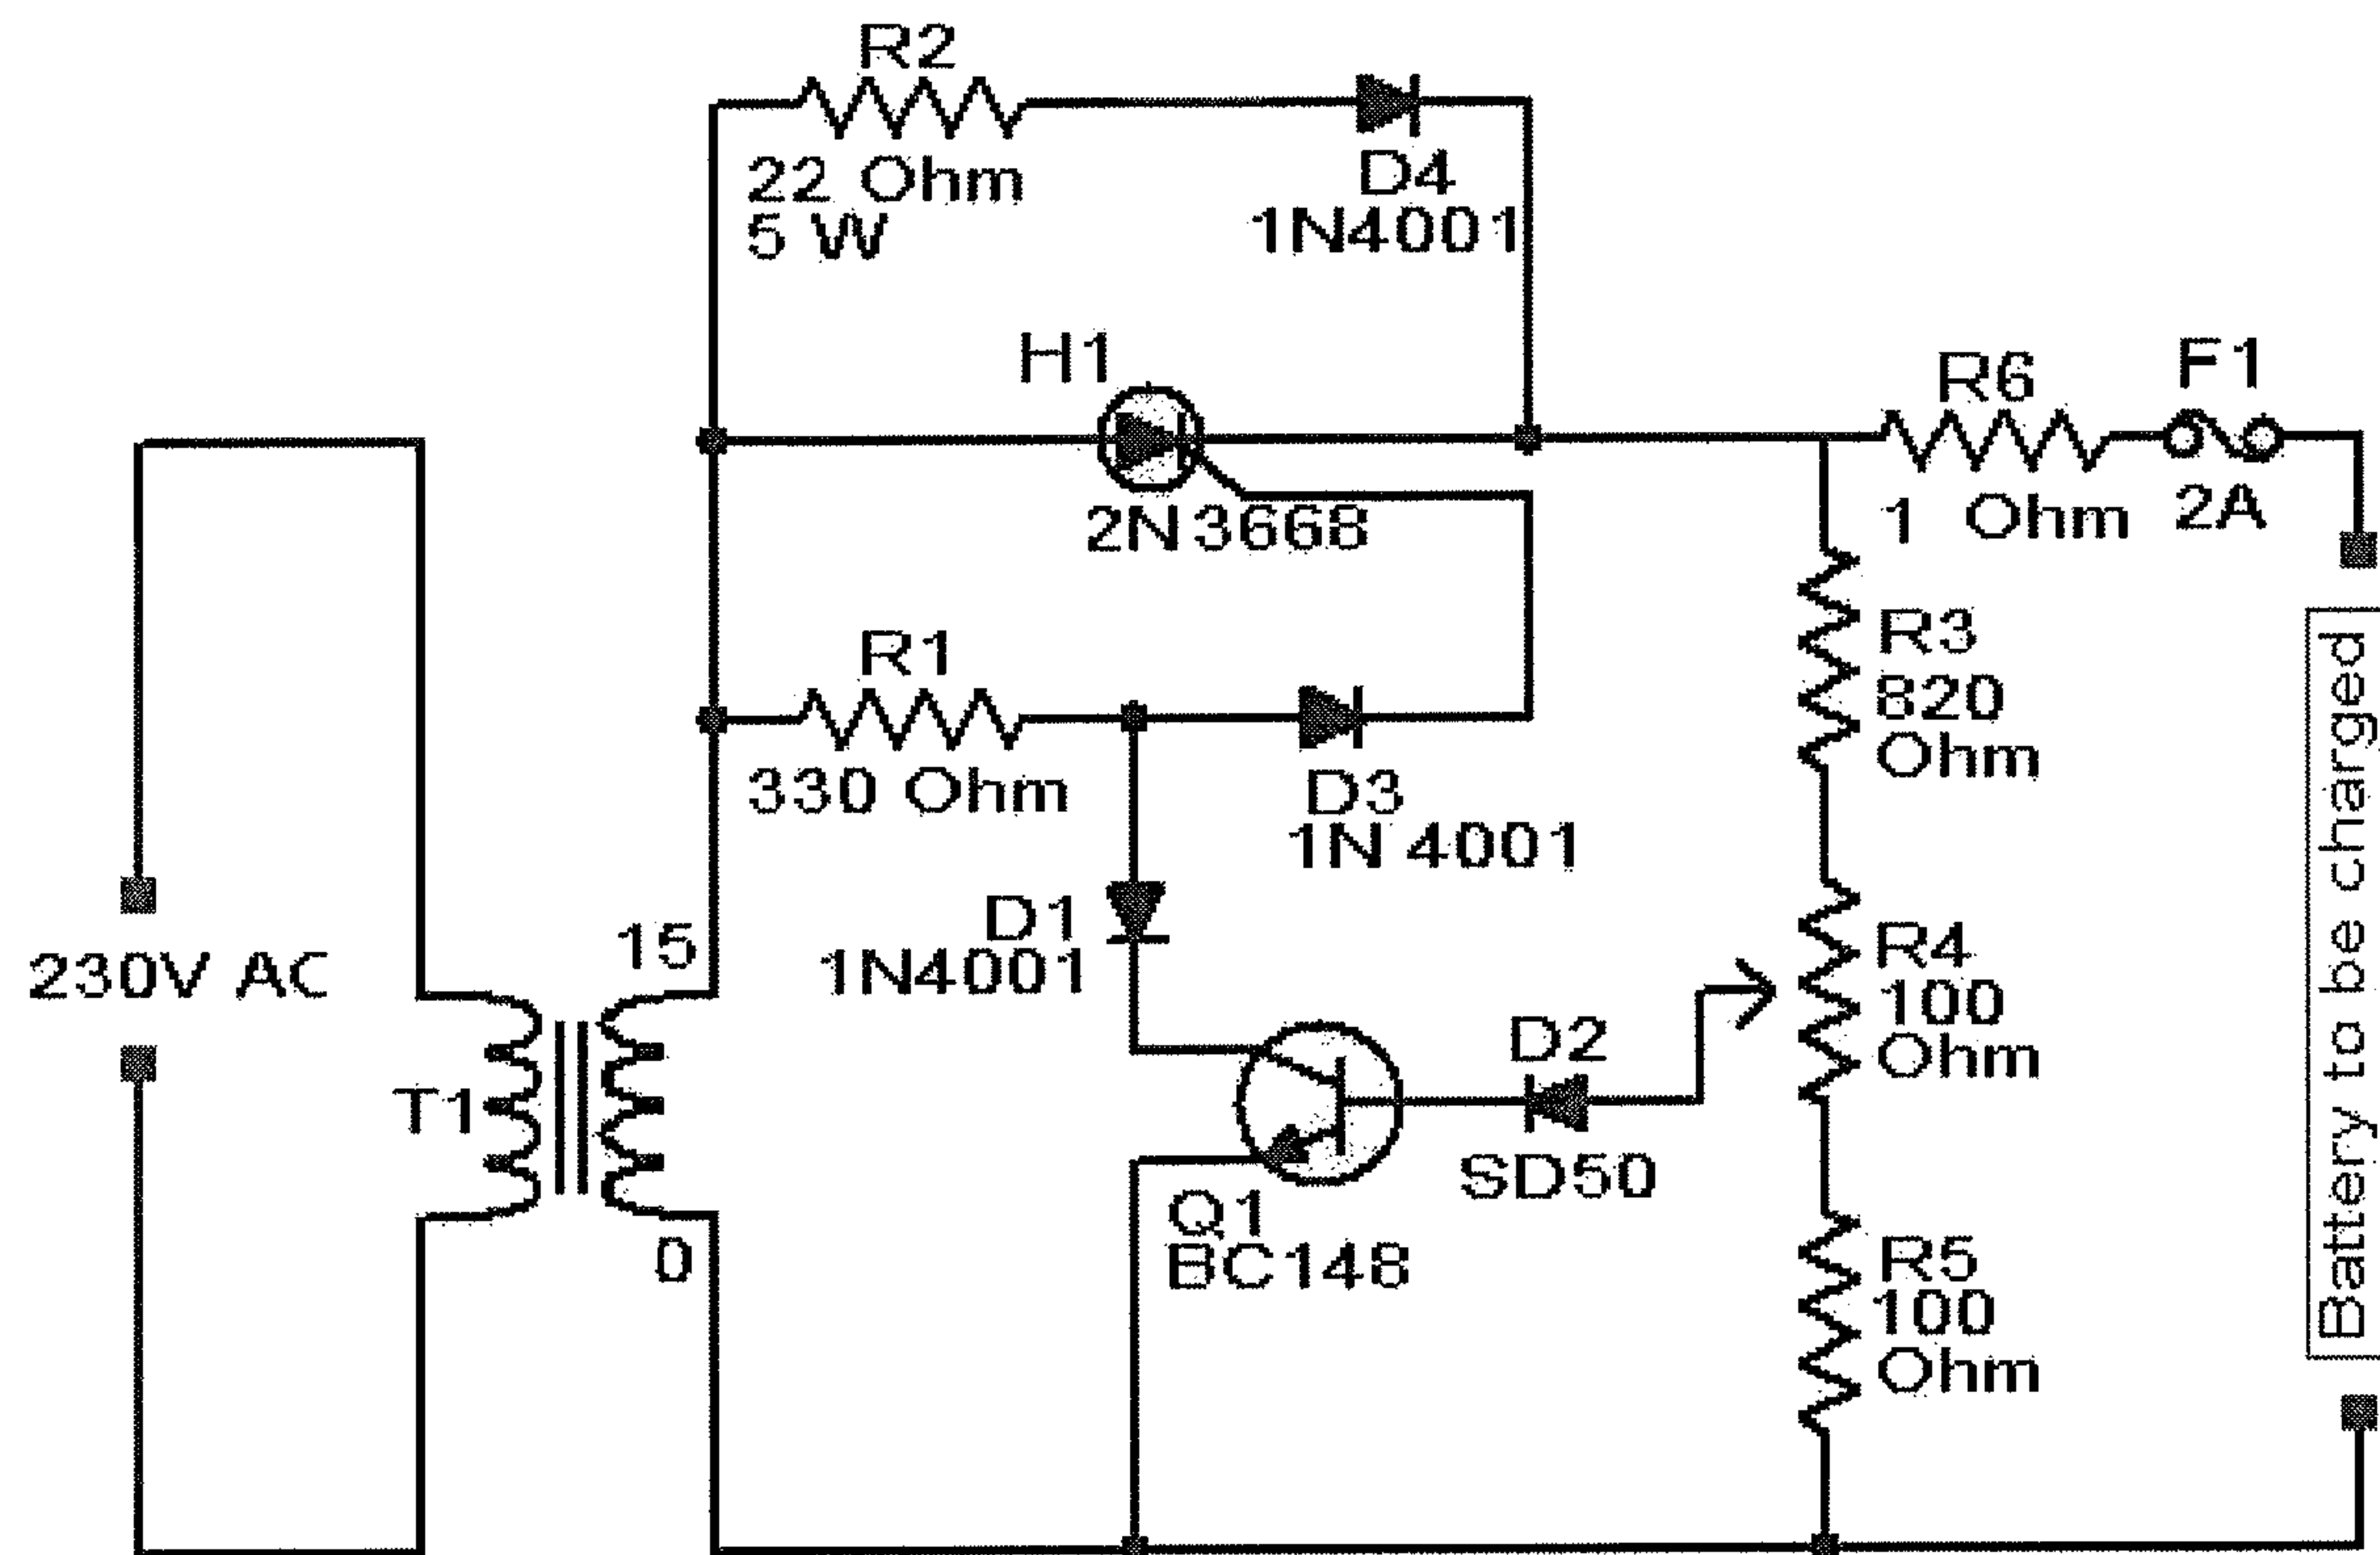 R2
22 Ohm
5 W
D4
1N4001
H1
2N3668
R6
1 Ohm
F1
2A
R3
820
Ohm
R1
330 Ohm
D3
1N 4001
D1
1N4001
15
230V AC
T1
0
R4
100
Ohm
D2
SD50
Q1
BC148
R5
100
Ohm
Battery to be charged